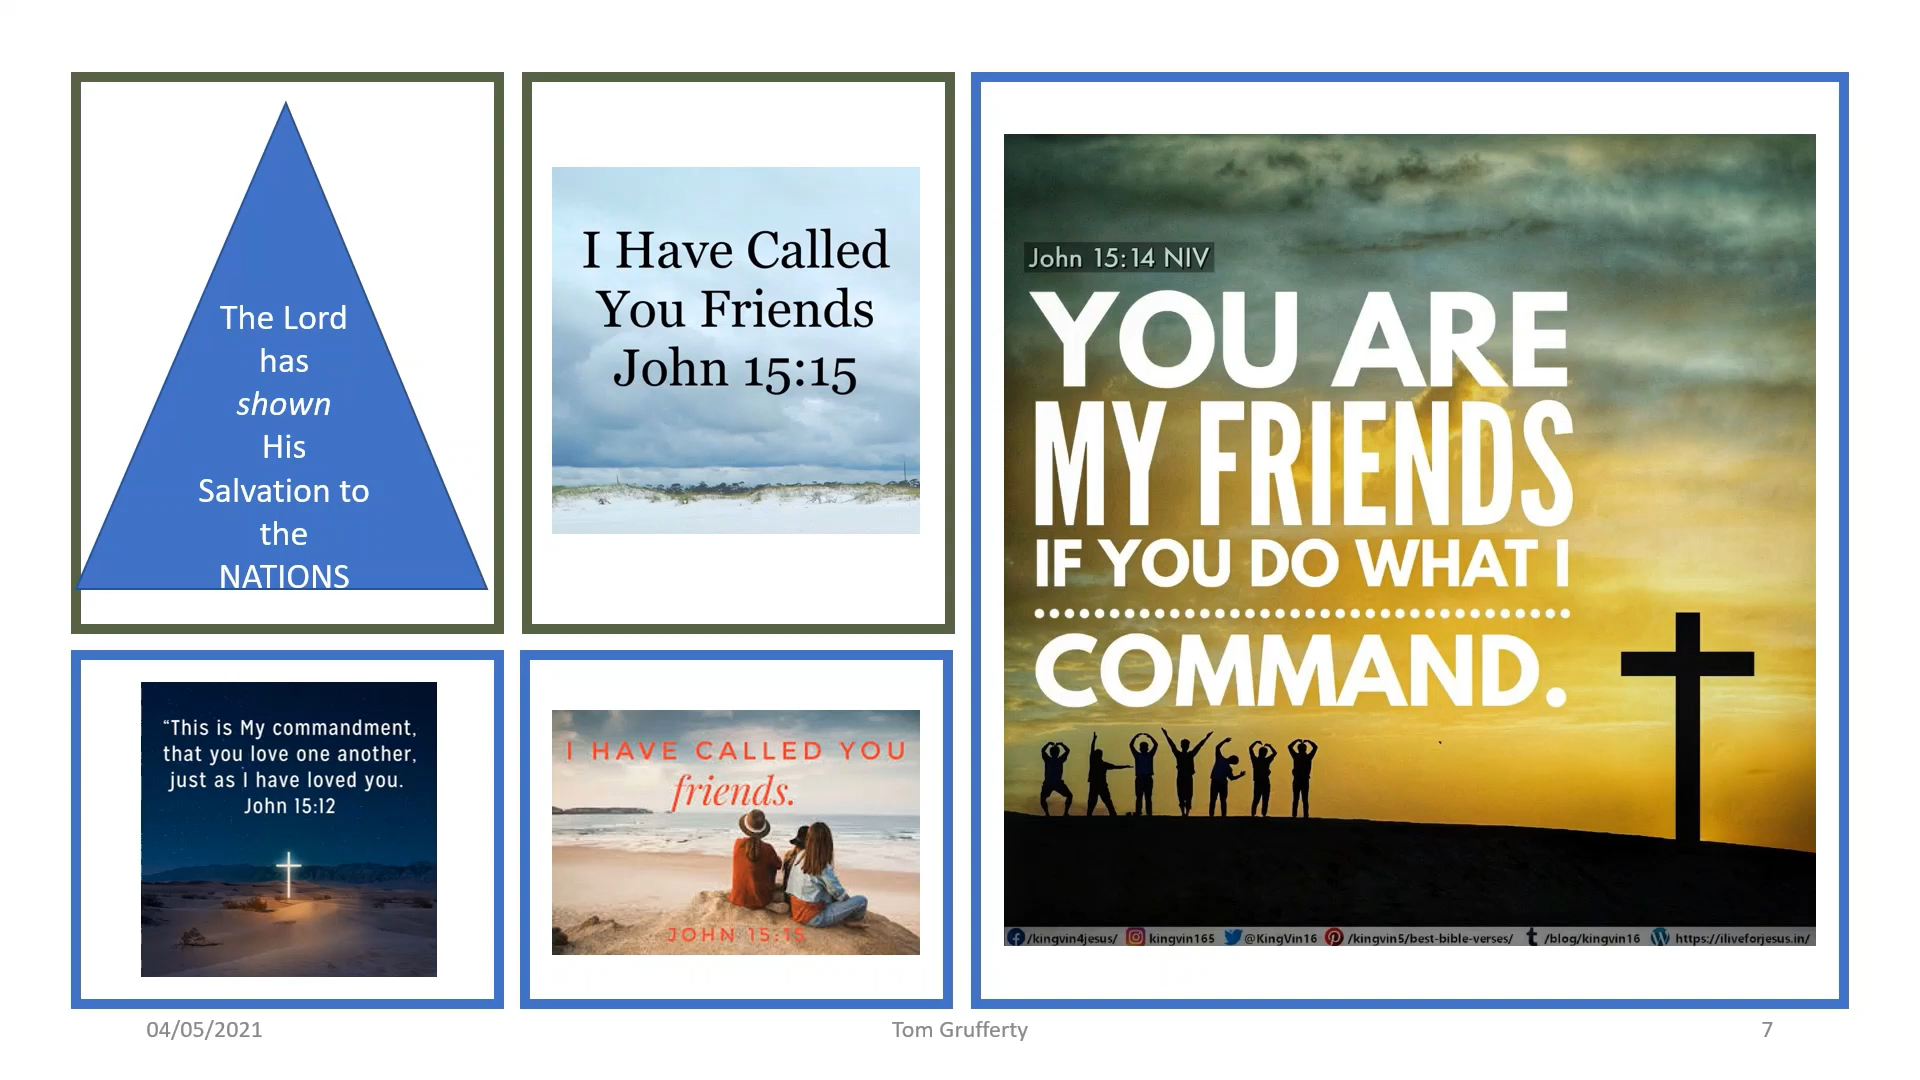 The Lord
has
shown
His
Salvation to
the
NATIONS
I Have Called
You Friends
John 15:15
John 15:14 NIV
YOU ARE
MY FRIENDS
IF YOU DO WHAT I
COMMAND.
/kingvin4jesus/ kingvin165 @KingVin16 /kingvin5/best-bible-verses/ /blog/kingvin16 https://iliveforjesus.in/
“This is My commandment,
that you love one another,
just as I have loved you.
John 15:12
I HAVE CALLED YOU
friends.
JOHN 15:15
04/05/2021
Tom Grufferty
7